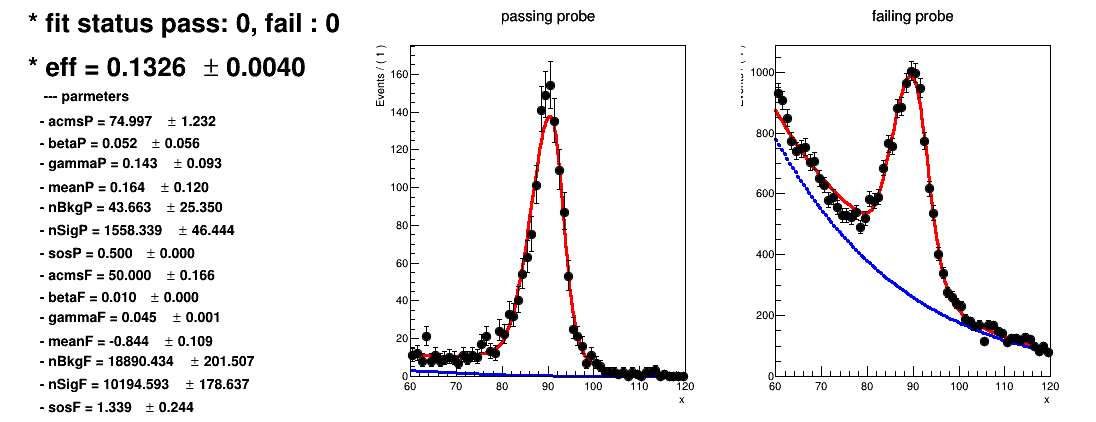 * fit status pass: 0, fail : 0
* eff = 0.1326 ± 0.0040
--- parmeters
- acmsP = 74.997 ± 1.232
- betaP = 0.052 ± 0.056
- gammaP = 0.143 ± 0.093
- meanP = 0.164 ± 0.120
- nBkgP = 43.663 ± 25.350
- nSigP = 1558.339 ± 46.444
- sosP = 0.500 ± 0.000
- acmsF = 50.000 ± 0.166
- betaF = 0.010 ± 0.000
- gammaF = 0.045 ± 0.001
- meanF = -0.844 ± 0.109
- nBkgF = 18890.434 ± 201.507
- nSigF = 10194.593 ± 178.637
- sosF = 1.339 ± 0.244
passing probe
Events / ( 1 )
160
140
120
100
80
60
40
20
0
60 70 80 90 100 110 120
x
failing probe
Events / ( 1 )
1000
800
600
400
200
0
60 70 80 90 100 110 120
x